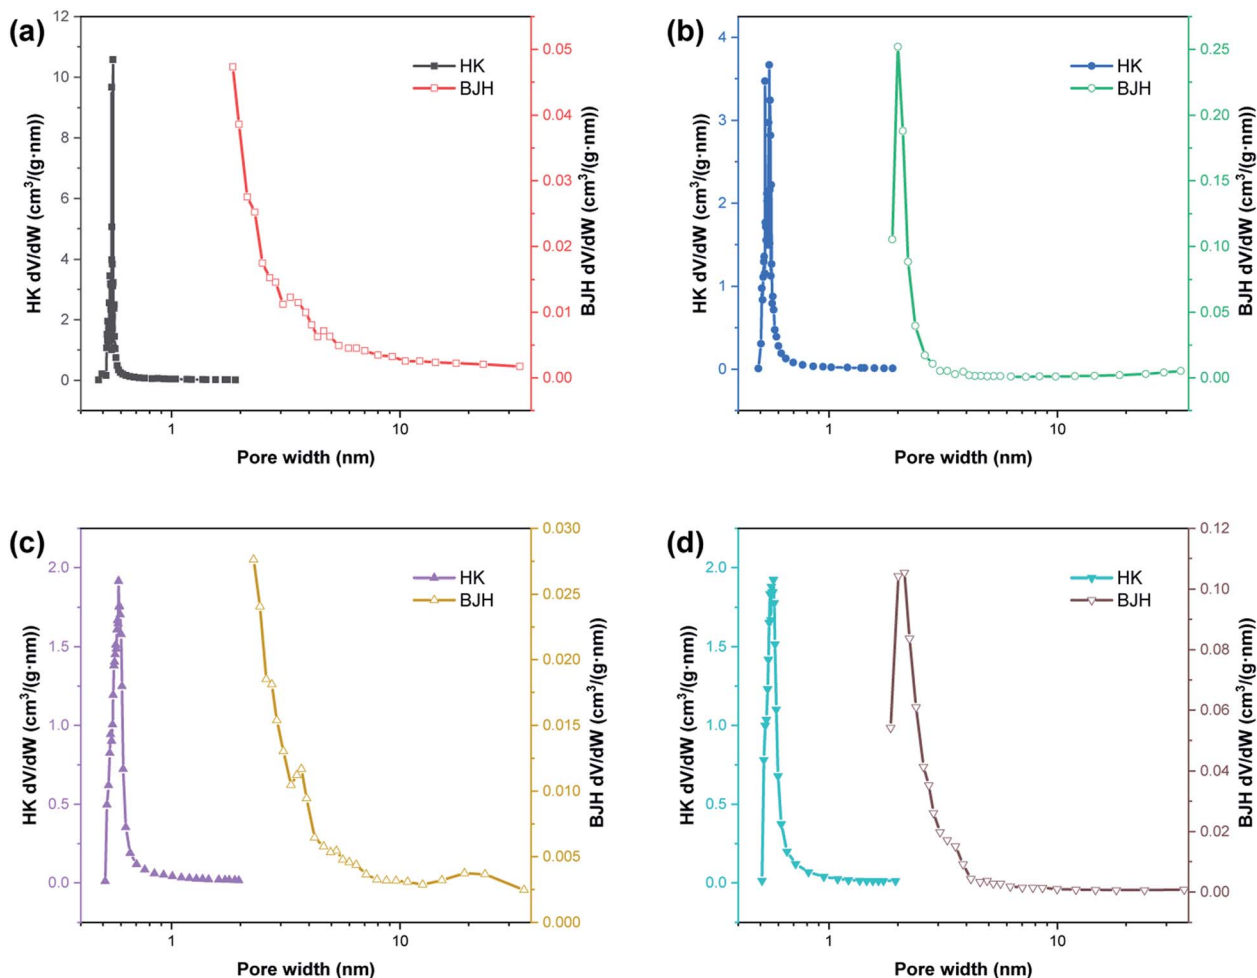 (a)
HK dV/dW (cm³/(g·nm))
12
10
8
6
4
2
0
HK
BJH
0.05
0.04
0.03
0.02
0.01
0.00
BJH dV/dW (cm³/(g·nm))
1 10
Pore width (nm)
(b)
HK dV/dW (cm³/(g·nm))
4
3
2
1
0
HK
BJH
0.25
0.20
0.15
0.10
0.05
0.00
BJH dV/dW (cm³/(g·nm))
1 10
Pore width (nm)
(c)
HK dV/dW (cm³/(g·nm))
2.0
1.5
1.0
0.5
0.0
HK
BJH
0.030
0.025
0.020
0.015
0.010
0.005
0.000
BJH dV/dW (cm³/(g·nm))
1 10
Pore width (nm)
(d)
HK dV/dW (cm³/(g·nm))
2.0
1.5
1.0
0.5
0.0
HK
BJH
0.12
0.10
0.08
0.06
0.04
0.02
0.00
BJH dV/dW (cm³/(g·nm))
1 10
Pore width (nm)